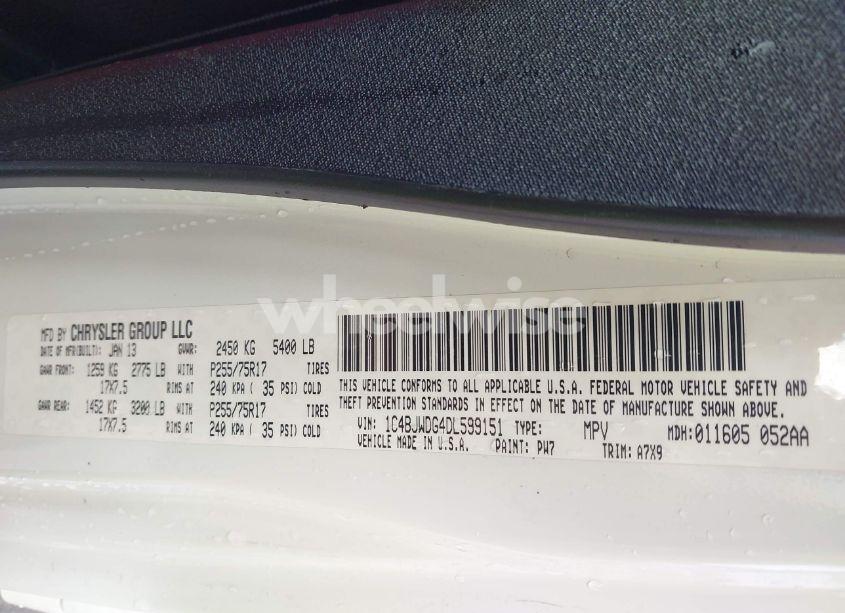 wheelwise
MFD BY CHRYSLER GROUP LLC
DATE OF MFR(BUILT): JAN 13 GVWR: 2450 KG 5400 LB
GAWR FRONT: 1259 KG 2775 LB WITH P255/75R17 TIRES
17X7.5 RIMS AT 240 KPA ( 35 PSI) COLD
GAWR REAR: 1452 KG 3200 LB WITH P255/75R17 TIRES
17X7.5 RIMS AT 240 KPA ( 35 PSI) COLD
THIS VEHICLE CONFORMS TO ALL APPLICABLE U.S.A. FEDERAL MOTOR VEHICLE SAFETY AND
THEFT PREVENTION STANDARDS IN EFFECT ON THE DATE OF MANUFACTURE SHOWN ABOVE.
VIN: 1C4BJWDG4DL599151 TYPE: MPV MDH: 011605 052AA
VEHICLE MADE IN U.S.A. PAINT: PW7 TRIM: A7X9